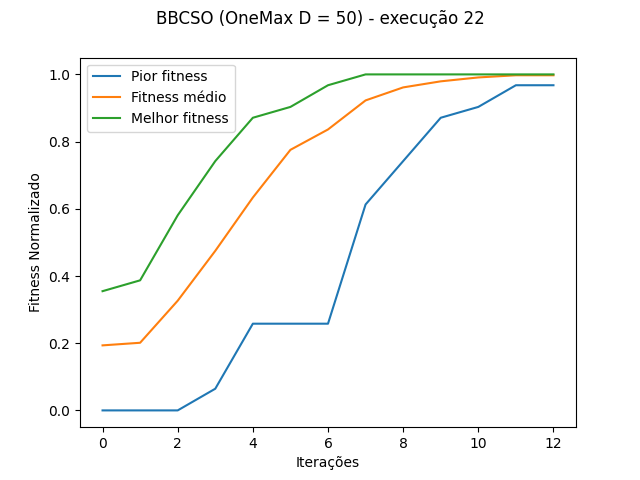 BBCSO (OneMax D = 50) - execução 22
Pior fitness
Fitness médio
Melhor fitness
Fitness Normalizado
1.0
0.8
0.6
0.4
0.2
0.0
0 2 4 6 8 10 12
Iterações